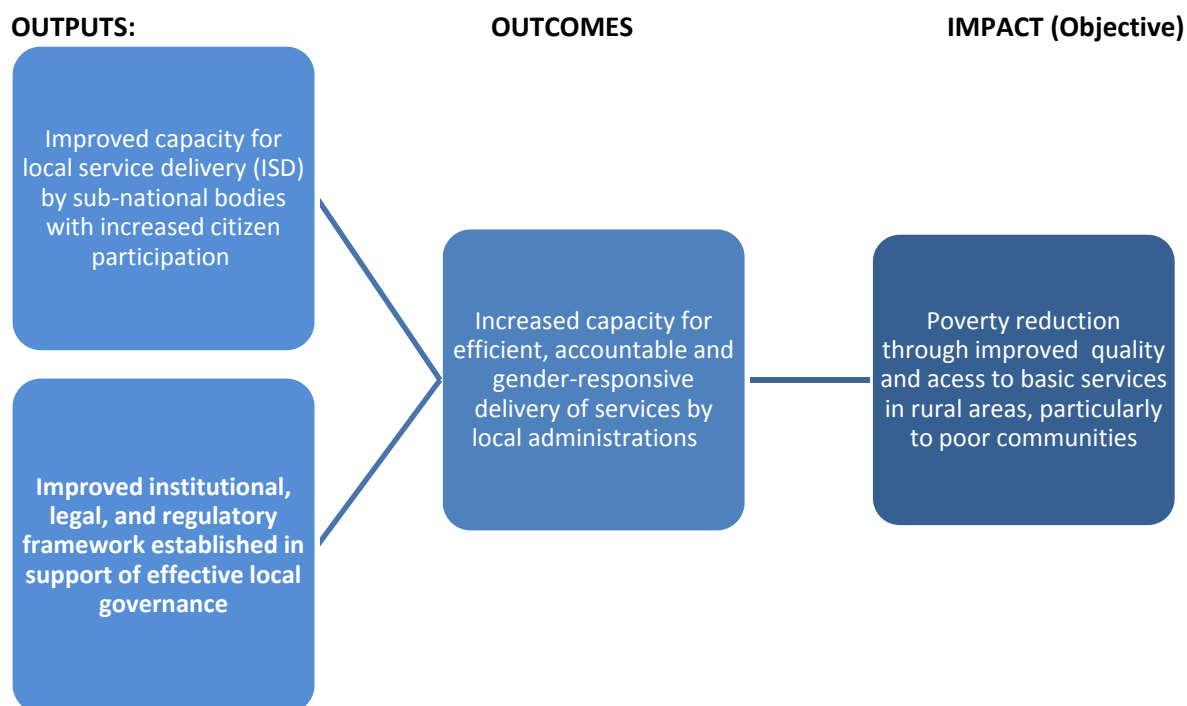 OUTPUTS: OUTCOMES IMPACT (Objective)
Improved capacity for
local service delivery (ISD)
by sub-national bodies
with increased citizen
participation
Improved institutional,
legal, and regulatory
framework established in
support of effective local
governance
Increased capacity for
efficient, accountable and
gender-responsive
delivery of services by
local administrations
Poverty reduction
through improved quality
and acess to basic services
in rural areas, particularly
to poor communities